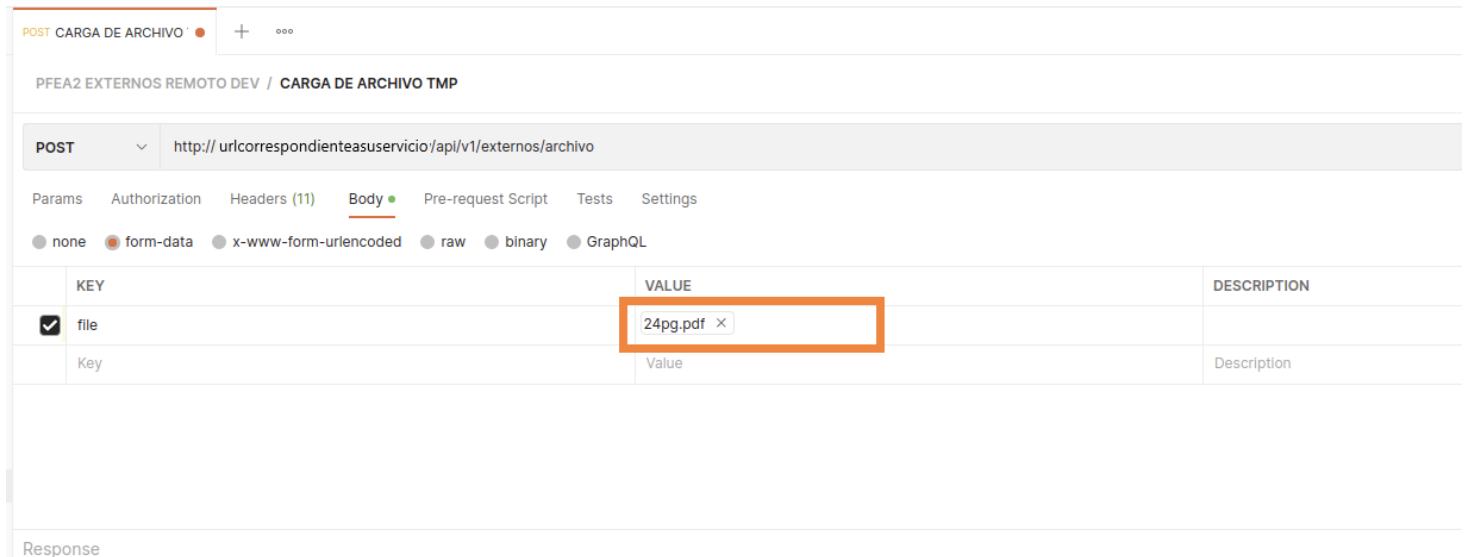 POST CARGA DE ARCHIVO
PFEA2 EXTERNOS REMOTO DEV / CARGA DE ARCHIVO TMP
POST http:// urlcorrespondienteasuservicio/api/v1/externos/archivo
Params Authorization Headers (11) Body Pre-request Script Tests Settings
none form-data x-www-form-urlencoded raw binary GraphQL
KEY VALUE DESCRIPTION
file 24pg.pdf
Key Value Description
Response